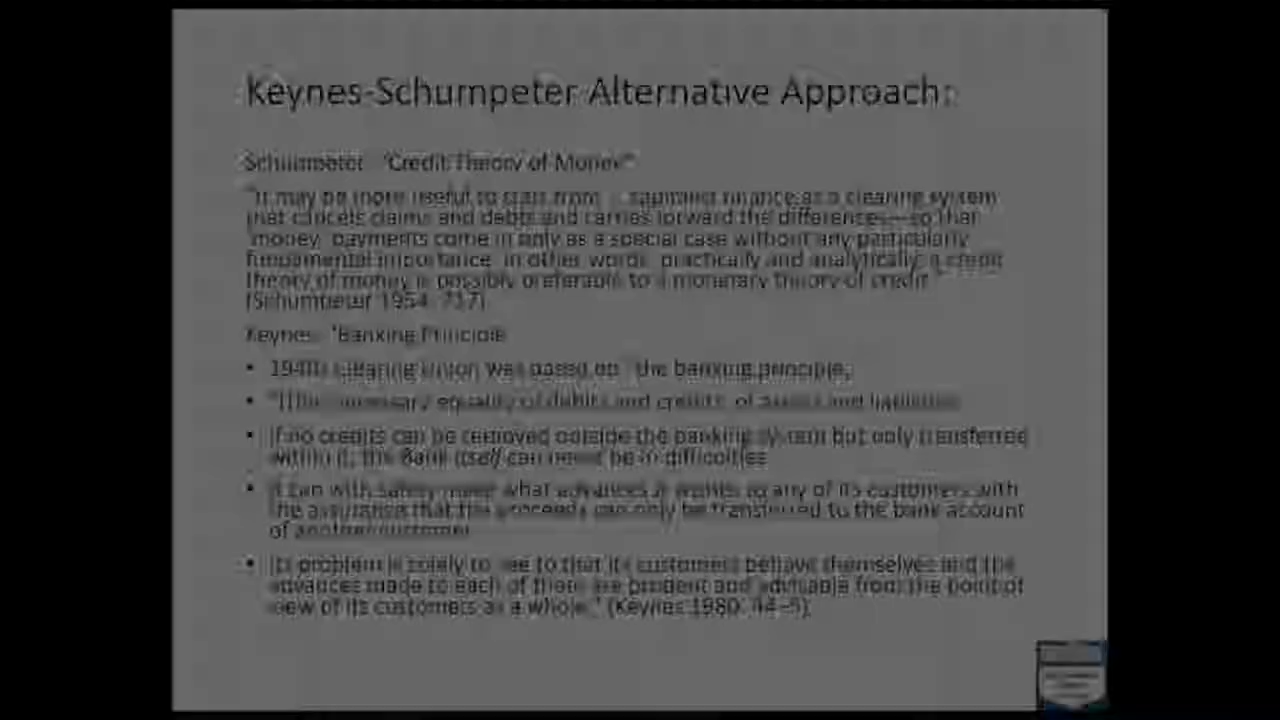 Keynes-Schumpeter Alternative Approach:
Schumpeter: "Credit Theory of Money"
"It may be more useful to start from capitalist finance as a clearing system
that cancels claims and debts and carries forward the differences—so that
'money' payments come in only as a special case without any particularly
fundamental importance. In other words, practically and analytically, a credit
theory of money is possibly preferable to a monetary theory of credit."
(Schumpeter 1954, 717)
Keynes: "Banking Principle
• Clearing Union was based on "the banking principle,
• necessary equality of debits and credits, of assets and liabilities.
• If no credits can be removed outside the banking system but only transferred
within it, the Bank itself can never be in difficulties.
• It can with safety make what advances it wishes to any of its customers with
the assurance that the proceeds can only be transferred to the bank account
of another customer.
• Its problem is solely to see to it that its customers behave themselves and the
advances made to each of them are prudent and advisable from the point of
view of its customers as a whole." (Keynes 1980, 44–5)